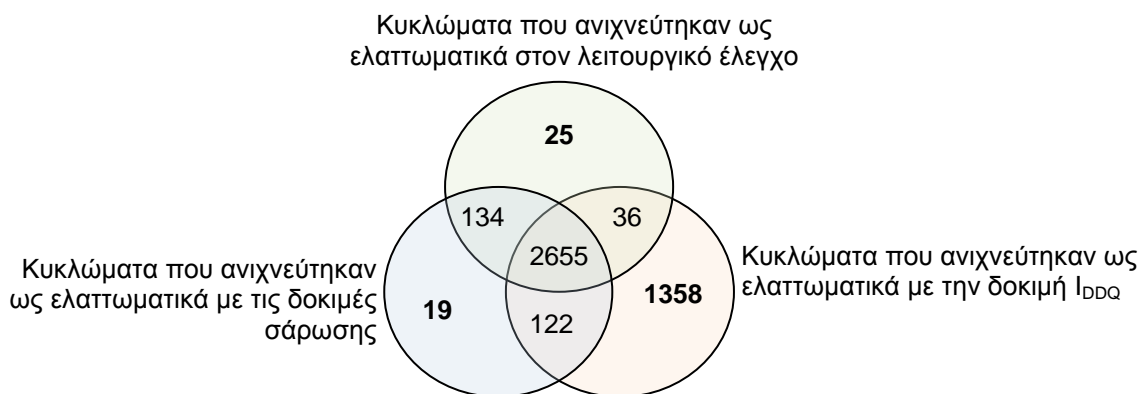 Κυκλώματα που ανιχνεύτηκαν ως
ελαττωματικά στον λειτουργικό έλεγχο
25
134
36
2655
Κυκλώματα που ανιχνεύτηκαν
ως ελαττωματικά με τις δοκιμές
σάρωσης
19
122
1358
Κυκλώματα που ανιχνεύτηκαν ως
ελαττωματικά με την δοκιμή IDDQ